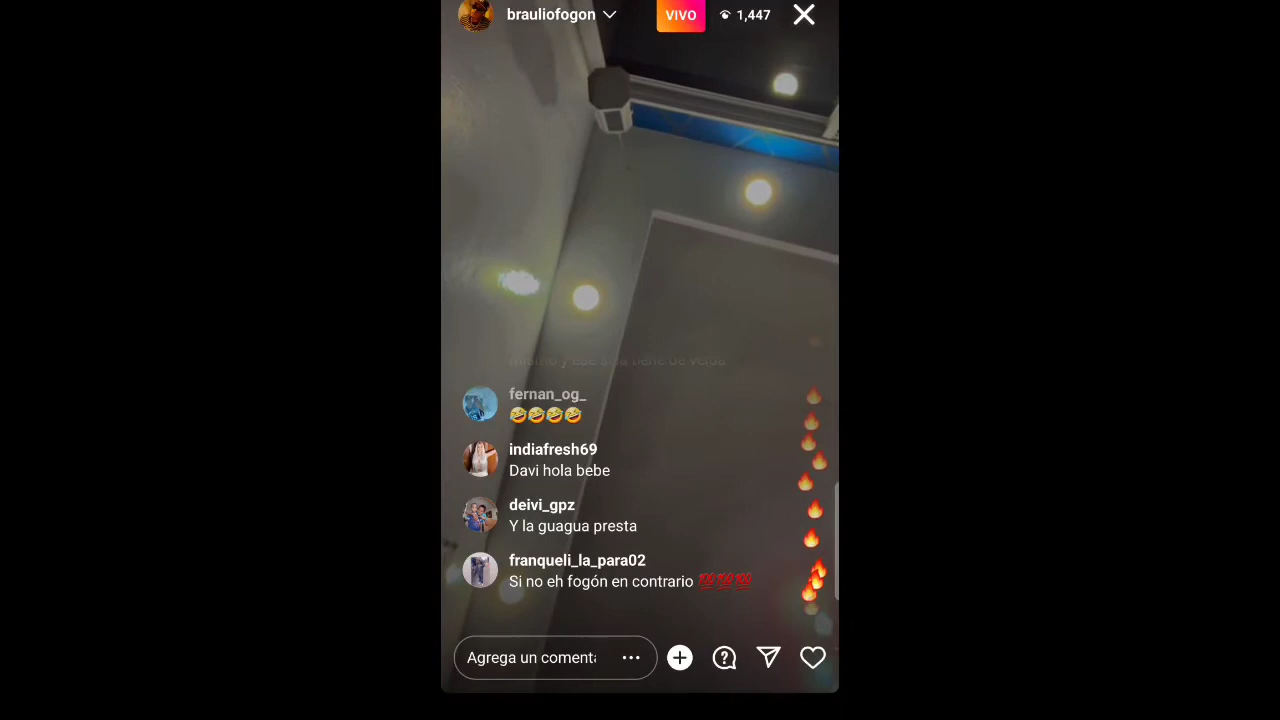 brauliofogon
VIVO
1,447
fernan_og_
🤣🤣🤣🤣
indiafresh69
Davi hola bebe
deivi_gpz
Y la guagua presta
franqueli_la_para02
Si no eh fogón en contrario 💯💯💯
Agrega un comenta